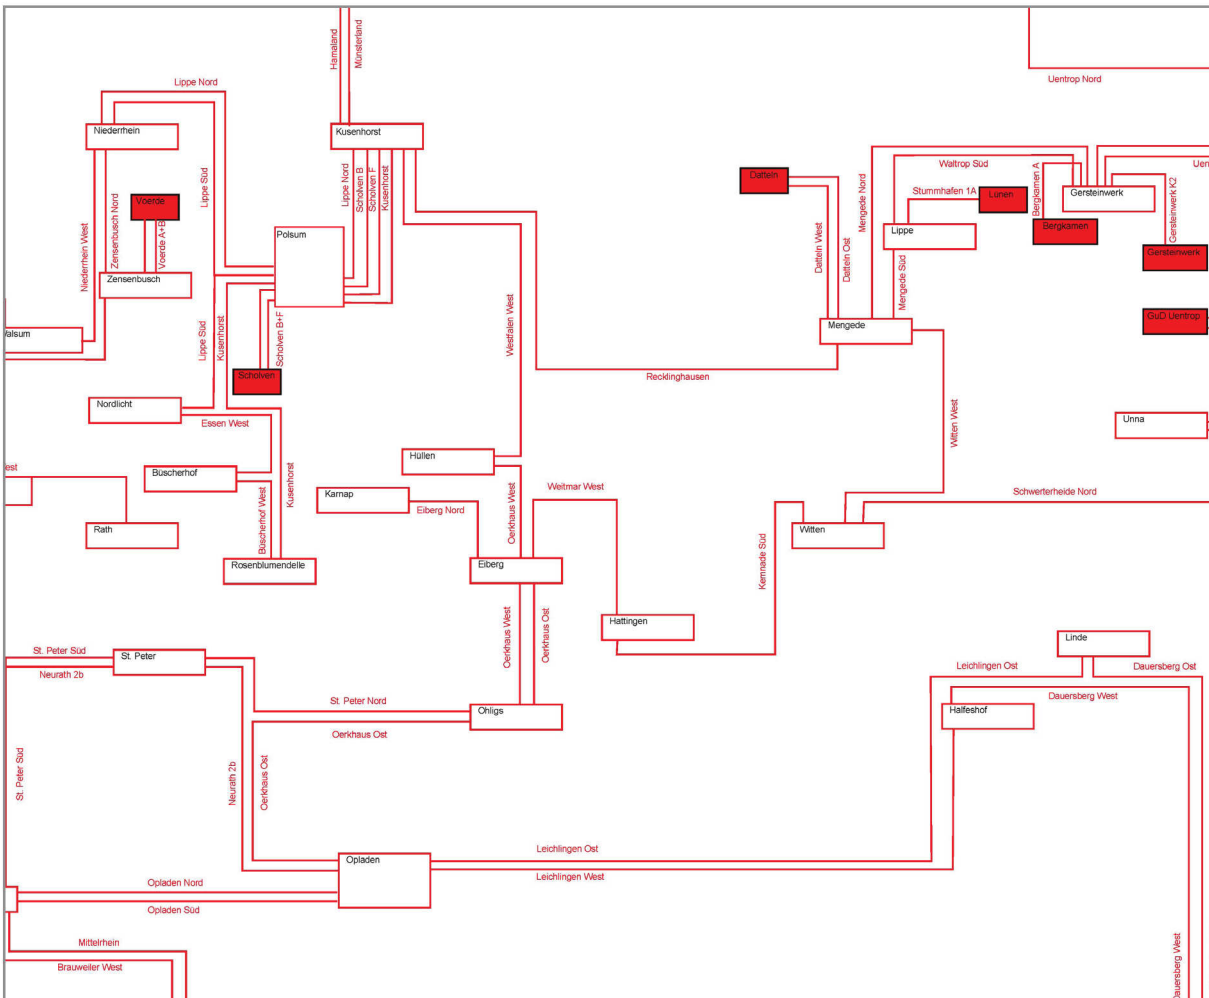 Hamaland
Münsterland
Uentrop Nord
Lippe Nord
Niederrhein
Kusenhorst
Lippe Süd
Lippe Nord
Scholven B
Scholven F
Kusenhorst
Mengede Nord
Waltrop Süd
Bergkamen A
Uen
Datteln
Stummhafen 1A
Lünen
Gersteinwerk
Gersteinwerk K2
Voerde
Zensenbusch Nord
Niederrhein West
Voerde A+B
Polsum
Datteln West
Datteln Ost
Lippe
Bergkamen
Gersteinwerk
Mengede Süd
Zensenbusch
Walsum
Lippe Süd
Kusenhorst
Scholven B+F
Westfalen West
Mengede
GuD Uentrop
Scholven
Recklinghausen
Nordlicht
Essen West
Witten West
Unna
est
Büscherhof
Kusenhorst
Hüllen
Karnap
Eiberg Nord
Oerkhaus West
Weitmar West
Schwerterheide Nord
Rath
Büscherhof West
Witten
Rosenblumendelle
Eiberg
Kemnade Süd
Oerkhaus West
Oerkhaus Ost
Hattingen
Linde
St. Peter Süd
St. Peter
Neurath 2b
Leichlingen Ost
Dauersberg Ost
Dauersberg West
St. Peter Nord
Ohligs
Halfeshof
Oerkhaus Ost
St. Peter Süd
Neurath 2b
Oerkhaus Ost
Opladen
Leichlingen Ost
Leichlingen West
Opladen Nord
Opladen Süd
Mittelrhein
Brauweiler West
Dauersberg West